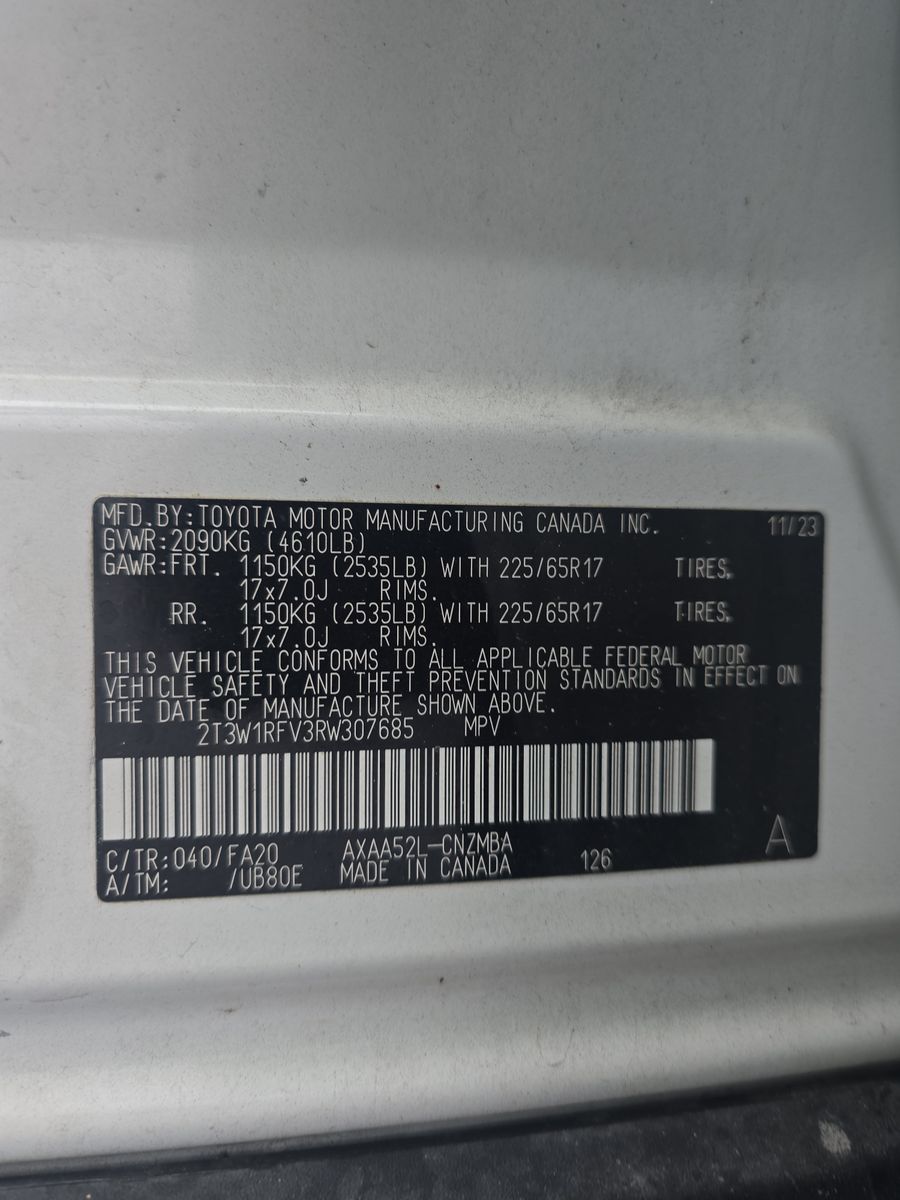 MFD.BY:TOYOTA MOTOR MANUFACTURING CANADA INC. 11/23
GVWR:2090KG (4610LB)
GAWR:FRT. 1150KG (2535LB) WITH 225/65R17 TIRES,
17x7.0J RIMS.
RR. 1150KG (2535LB) WITH 225/65R17 TIRES,
17x7.0J RIMS.
THIS VEHICLE CONFORMS TO ALL APPLICABLE FEDERAL MOTOR
VEHICLE SAFETY AND THEFT PREVENTION STANDARDS IN EFFECT ON
THE DATE OF MANUFACTURE SHOWN ABOVE.
2T3W1RFV3RW307685 MPV
C/TR:040/FA20 AXAA52L-CNZMBA 126 A
A/TM: /UB80E MADE IN CANADA